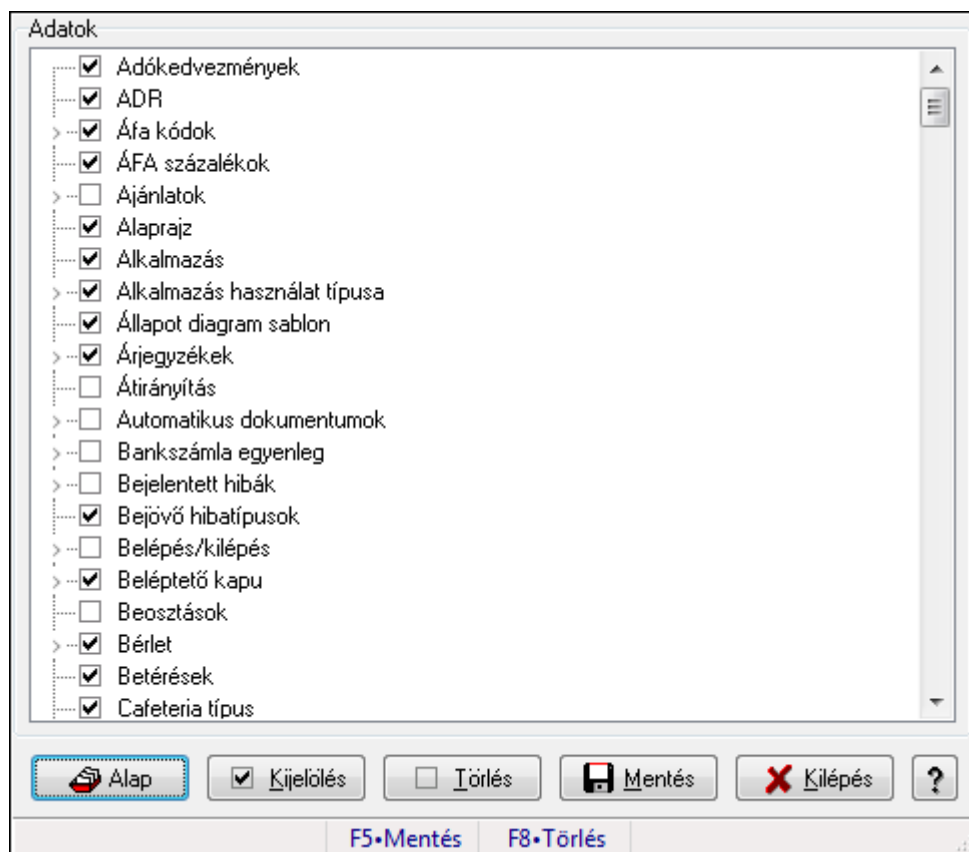 Adatok
Adókedvezmények
ADR
Áfa kódok
ÁFA százalékok
Ajánlatok
Alaprajz
Alkalmazás
Alkalmazás használat típusa
Állapot diagram sablon
Árjegyzékek
Átirányítás
Automatikus dokumentumok
Bankszámla egyenleg
Bejelentett hibák
Bejövő hibatípusok
Belépés/kilépés
Beléptető kapu
Beosztások
Bérlet
Betérések
Cafeteria típus
Alap Kijelölés Törlés Mentés Kilépés ?
F5•Mentés F8•Törlés